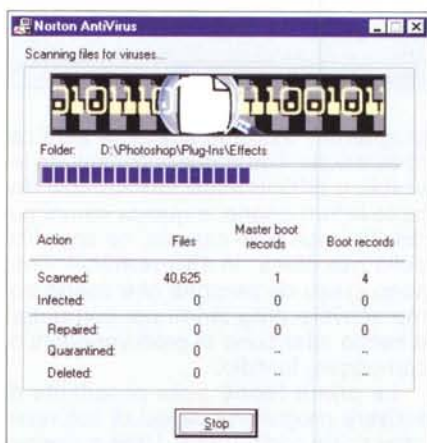 Norton AntiVirus
Scanning files for viruses...
Folder: D:\Photoshop\Plug-Ins\Effects
Action Files Master boot records Boot records
Scanned: 40,625 1 4
Infected: 0 0 0
Repaired: 0 0 0
Quarantined: 0 -- --
Deleted: 0 -- --
Stop